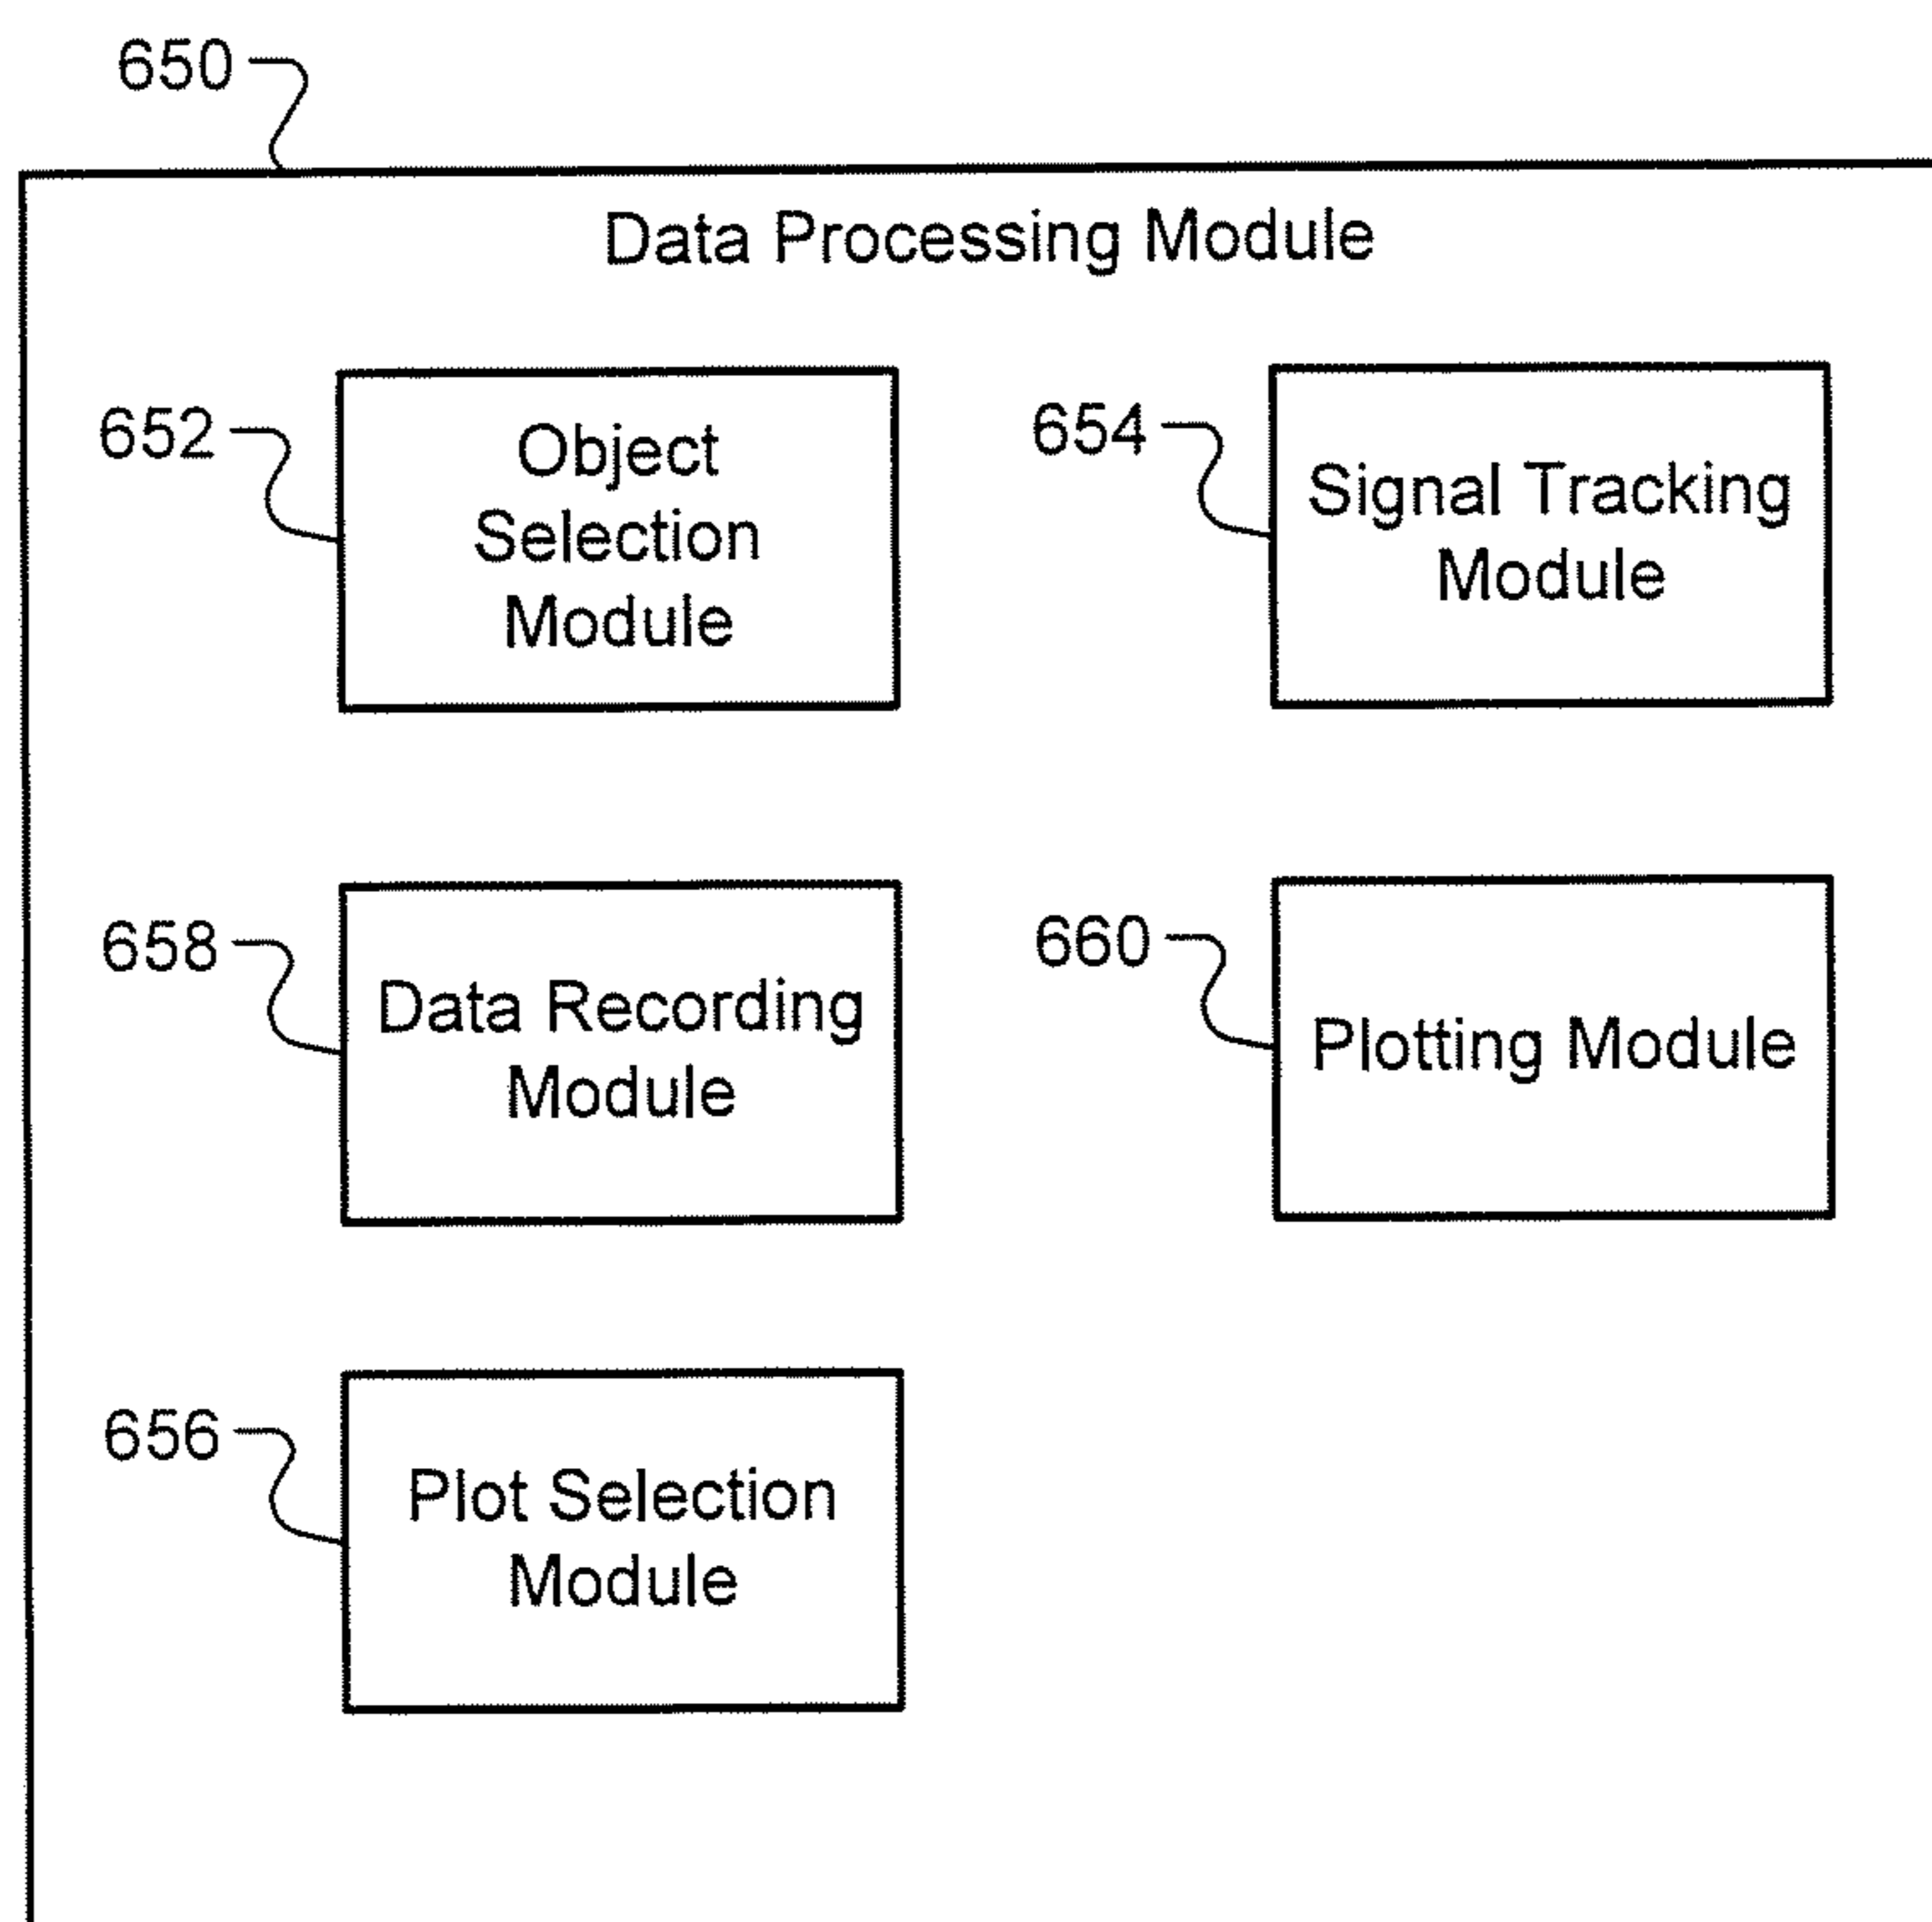 650
Data Processing Module
652
Object
Selection
Module
654
Signal Tracking
Module
658
Data Recording
Module
660
Plotting Module
656
Plot Selection
Module